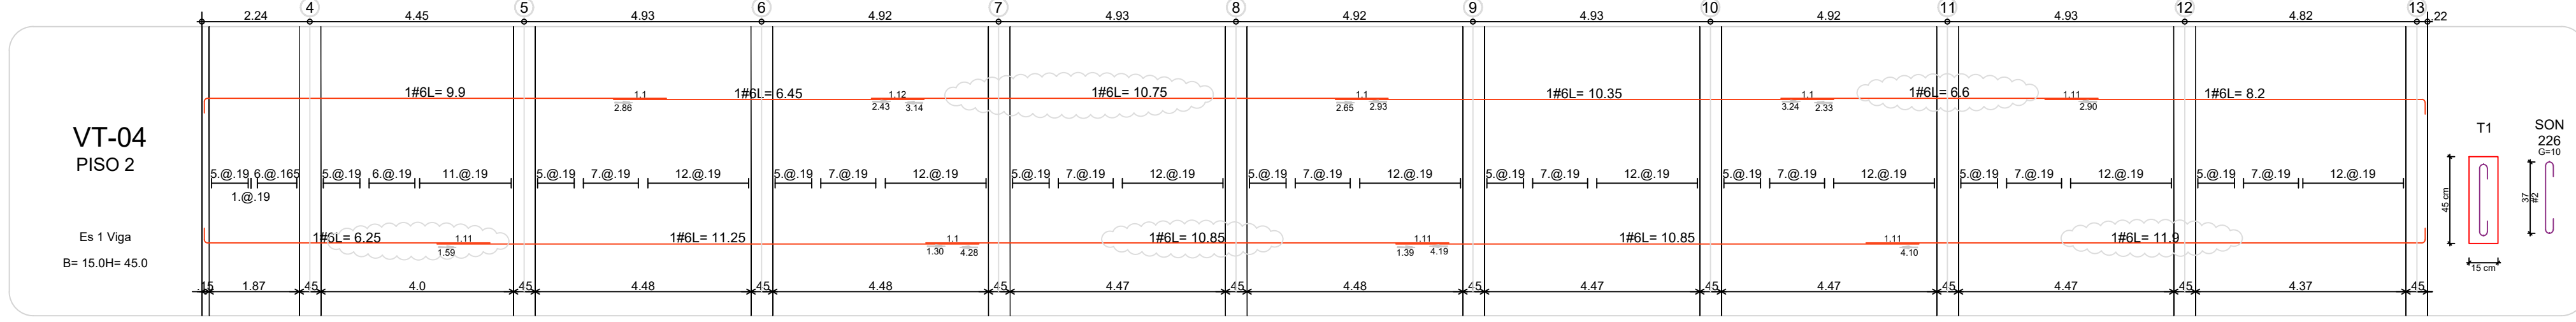 4 5 6 7 8 9 10 11 12 13
2.24 4.45 4.93 4.92 4.93 4.92 4.93 4.92 4.93 4.82 .22
1#6L= 9.9 1.1 1#6L= 6.45 1.12 1#6L= 10.75 1.1 1#6L= 10.35 1.1 1#6L= 6.6 1.11 1#6L= 8.2
2.86 2.43 3.14 2.65 2.93 3.24 2.33 2.90
VT-04
PISO 2
T1
SON
226
G=10
5.@.19 6.@.165 5.@.19 6.@.19 11.@.19 5.@.19 7.@.19 12.@.19 5.@.19 7.@.19 12.@.19 5.@.19 7.@.19 12.@.19 5.@.19 7.@.19 12.@.19 5.@.19 7.@.19 12.@.19 5.@.19 7.@.19 12.@.19 5.@.19 7.@.19 12.@.19 5.@.19 7.@.19 12.@.19
1.@.19
45 cm
37
#2
Es 1 Viga
1#6L= 6.25 1.11 1#6L= 11.25 1.1 1#6L= 10.85 1.11 1#6L= 10.85 1.11 1#6L= 11.9
1.59 1.30 4.28 1.39 4.19 4.10
B= 15.0H= 45.0
15 cm
.15 1.87 .45 4.0 .45 4.48 .45 4.48 .45 4.47 .45 4.48 .45 4.47 .45 4.47 .45 4.47 .45 4.37 .45